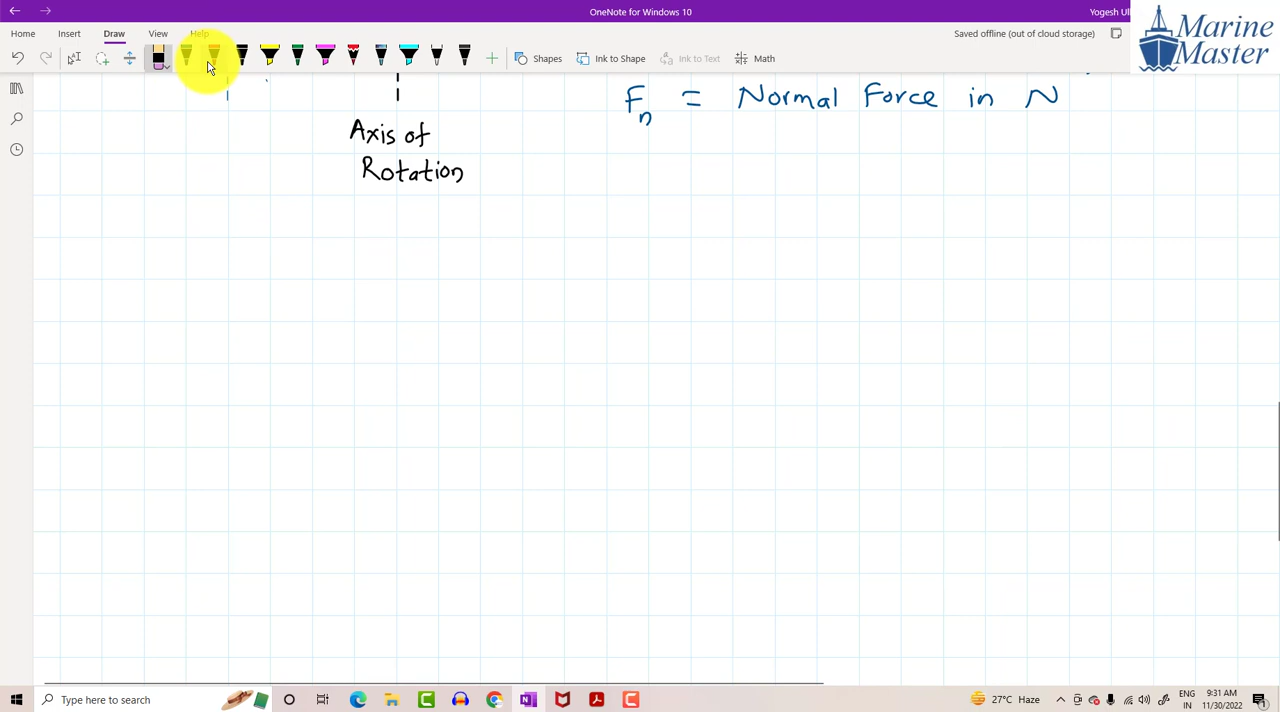 OneNote for Windows 10
Yogesh Ul
Home Insert Draw View Help
Saved offline (out of cloud storage)
Marine Master
Shapes Ink to Shape Ink to Text Math
Fn = Normal Force in N
Axis of
Rotation
Type here to search
27°C Haze
ENG
IN
9:31 AM
11/30/2022